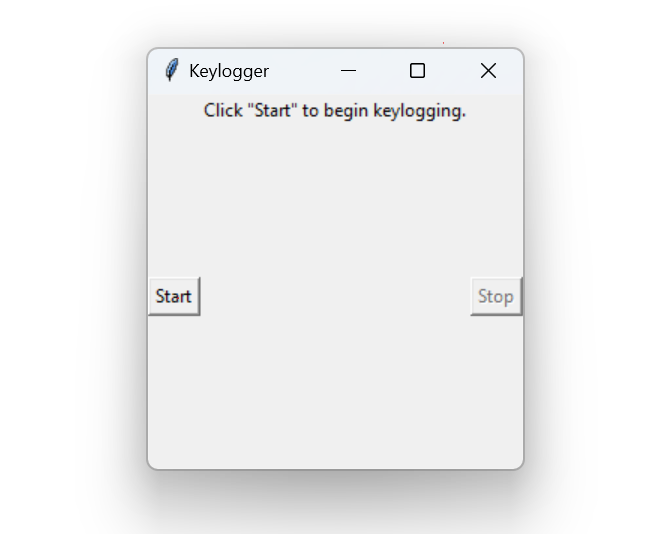 Keylogger
Click "Start" to begin keylogging.
Start
Stop